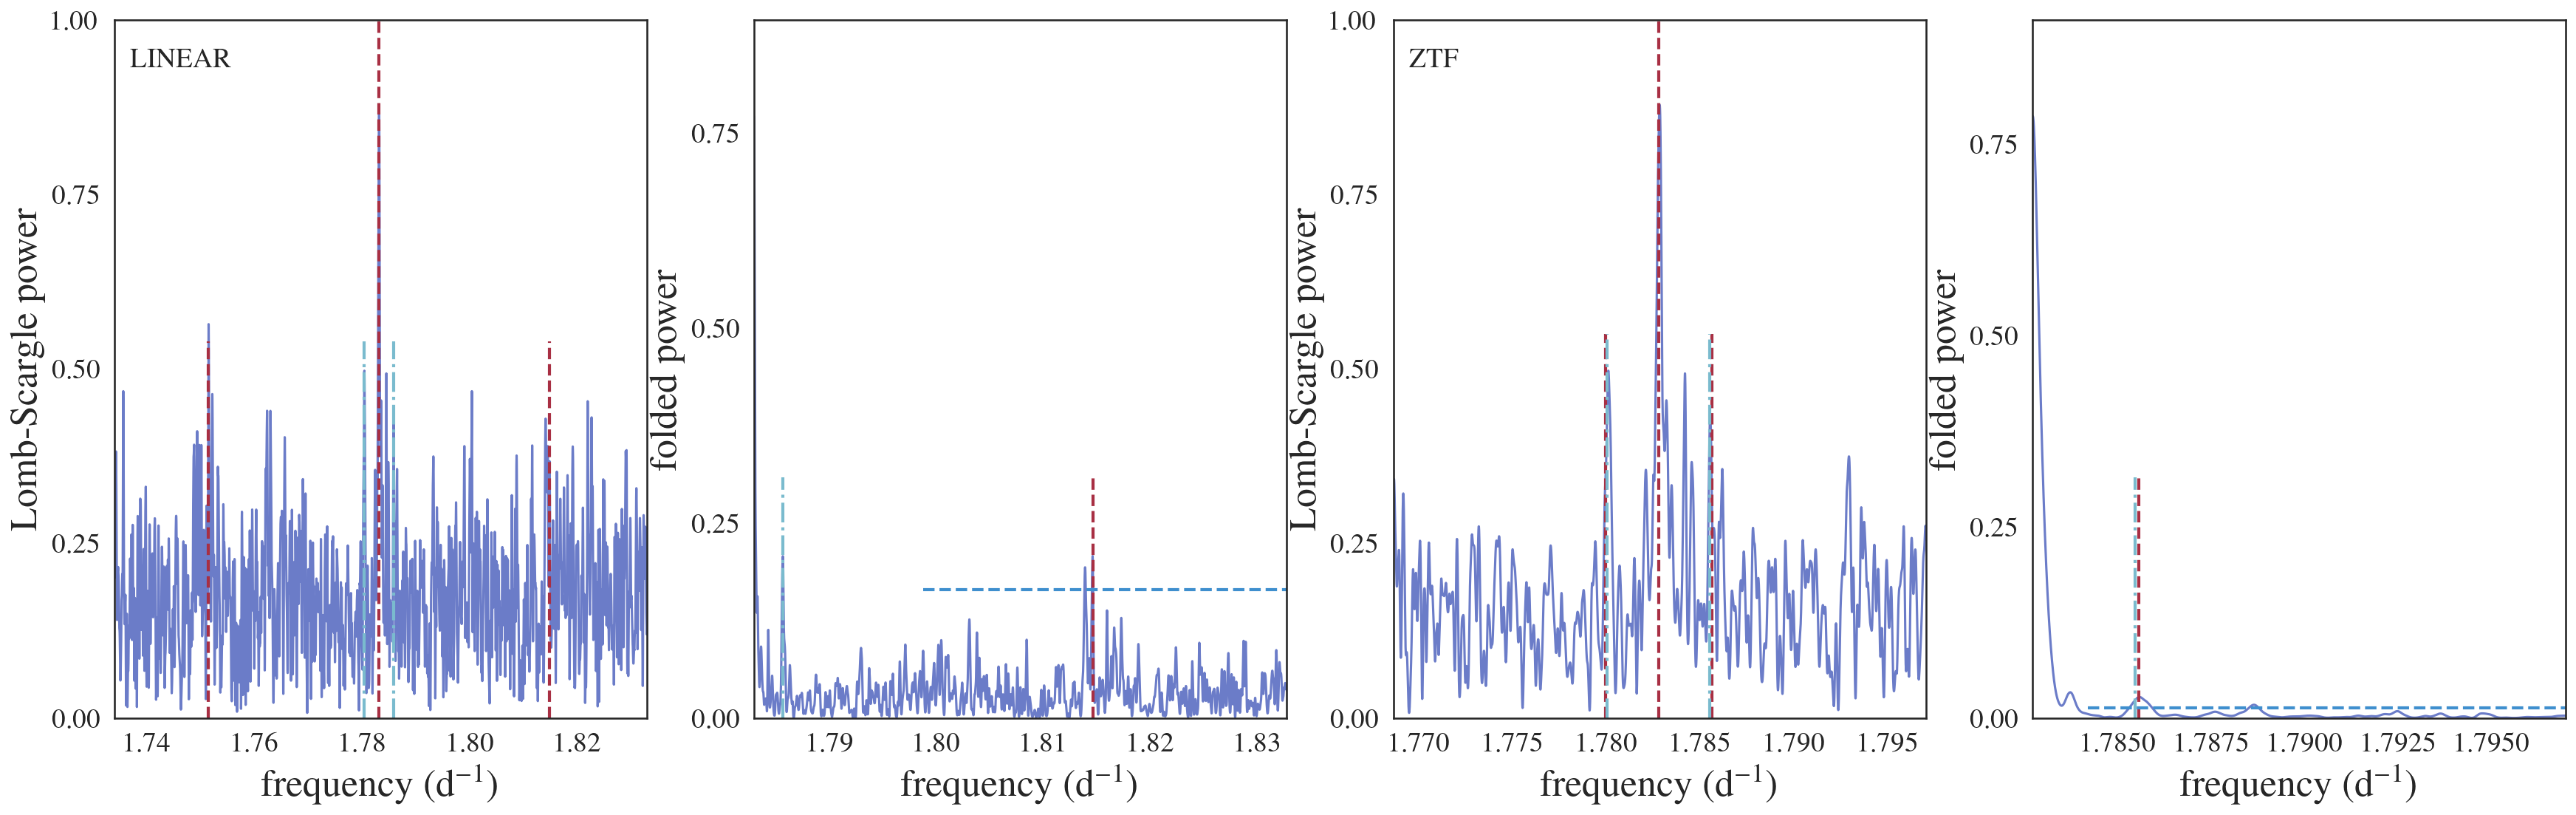 LINEAR
Lomb-Scargle power
1.00
0.75
0.50
0.25
0.00
1.74 1.76 1.78 1.80 1.82
frequency (d⁻¹)
folded power
0.75
0.50
0.25
0.00
1.79 1.80 1.81 1.82 1.83
frequency (d⁻¹)
ZTF
Lomb-Scargle power
1.00
0.75
0.50
0.25
0.00
1.770 1.775 1.780 1.785 1.790 1.795
frequency (d⁻¹)
folded power
0.75
0.50
0.25
0.00
1.7850 1.7875 1.7900 1.7925 1.7950
frequency (d⁻¹)